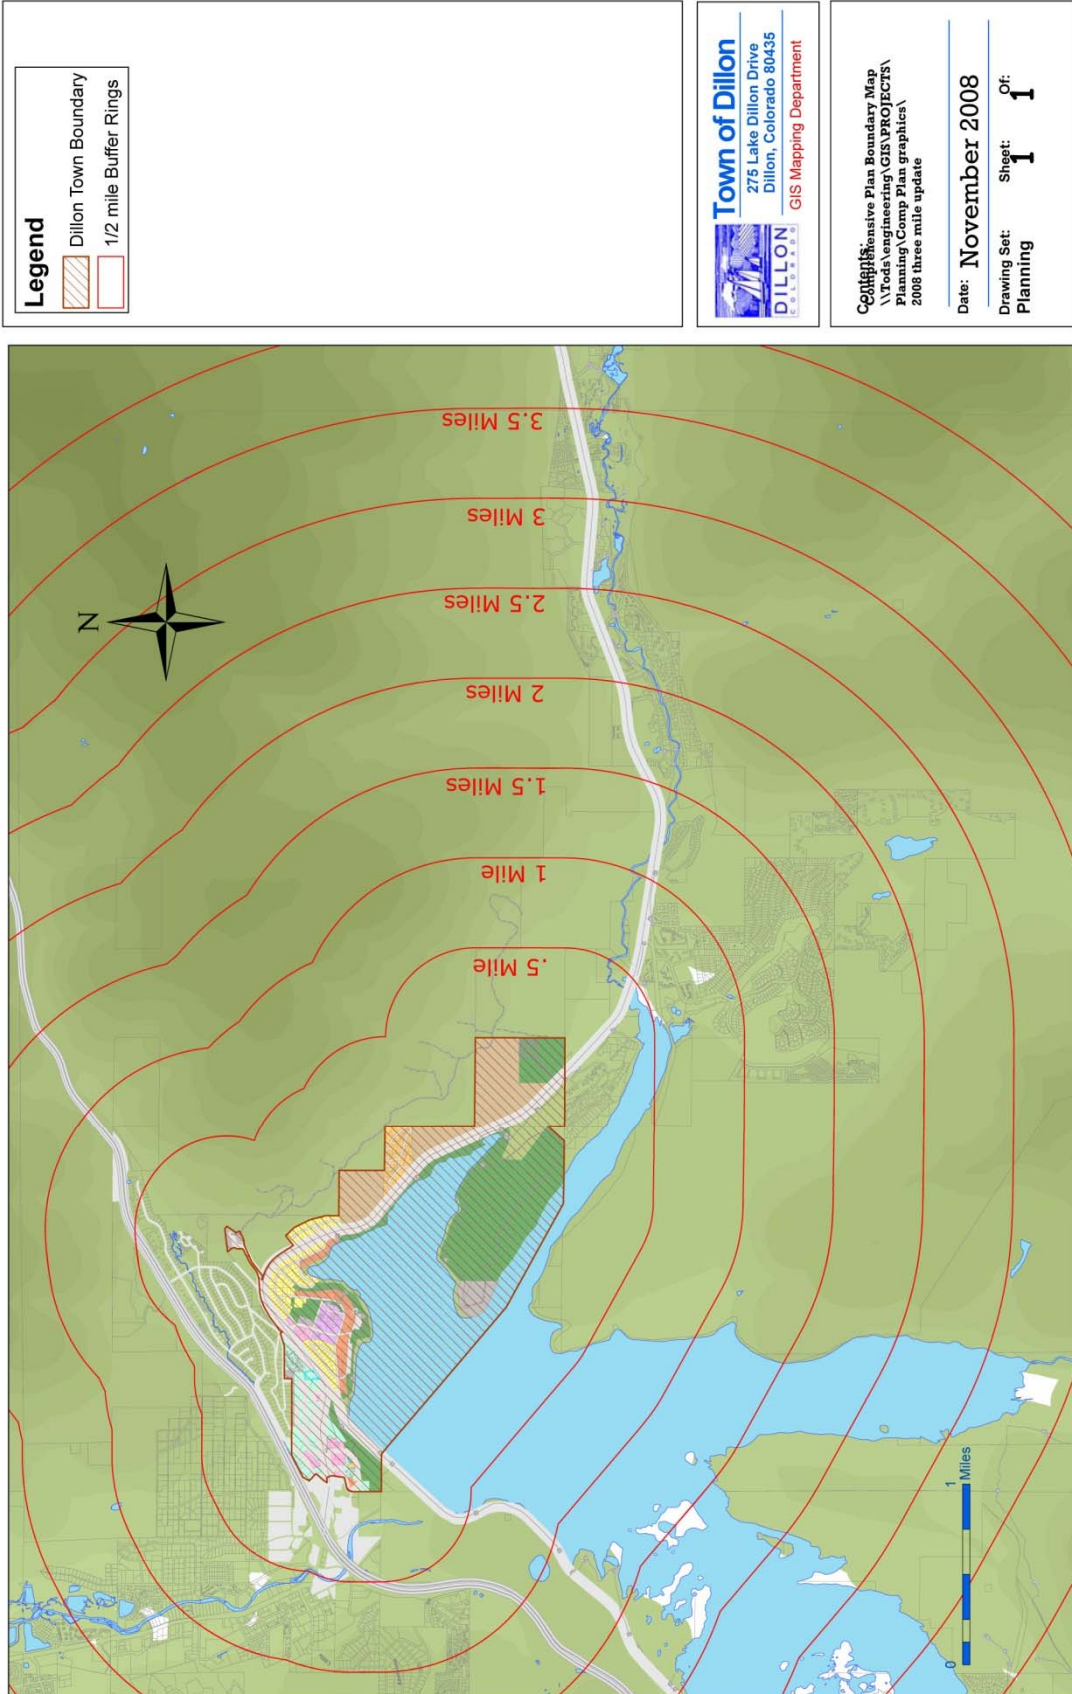 Legend
Dillon Town Boundary
1/2 mile Buffer Rings
Town of Dillon
275 Lake Dillon Drive
Dillon, Colorado 80435
GIS Mapping Department
DILLON
COLORADO
Contents:
Comprehensive Plan Boundary Map
\\Tods\engineering\GIS\PROJECTS\
Planning\Comp Plan graphics\
2008 three mile update
Date: November 2008
Drawing Set:
Planning
Sheet:
1
Of:
1
N
3.5 Miles
3 Miles
2.5 Miles
2 Miles
1.5 Miles
1 Mile
.5 Mile
0
1
Miles